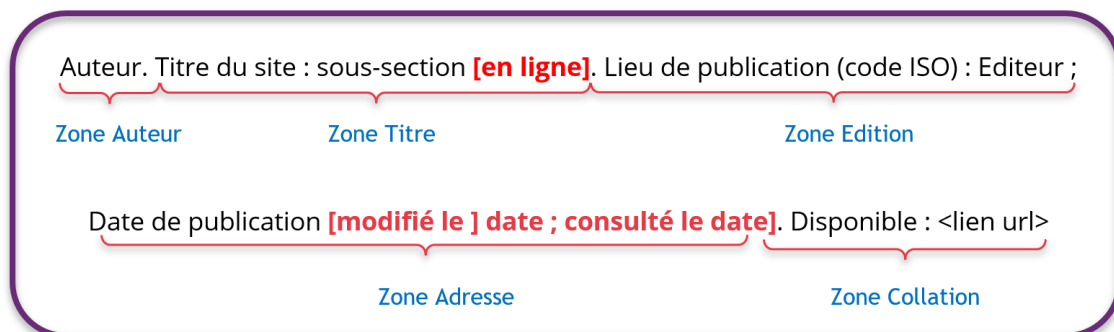 Auteur. Titre du site : sous-section [en ligne]. Lieu de publication (code ISO) : Editeur ;
Zone Auteur Zone Titre Zone Edition
Date de publication [modifié le ] date ; consulté le date]. Disponible : <lien url>
Zone Adresse Zone Collation